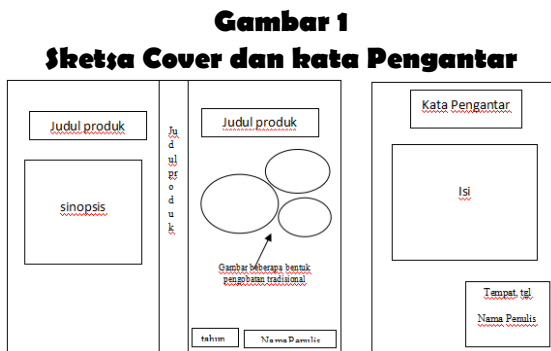 Gambar 1
Sketsa Cover dan kata Pengantar
Judul produk
sinopsis
Ju
d
ul
pr
o
d
u
k
Judul produk
Gambar beberapa bentuk
pengobatan tradisional
tahun
Nama Penulis
Kata Pengantar
Isi
Tempat, tgl
Nama Penulis